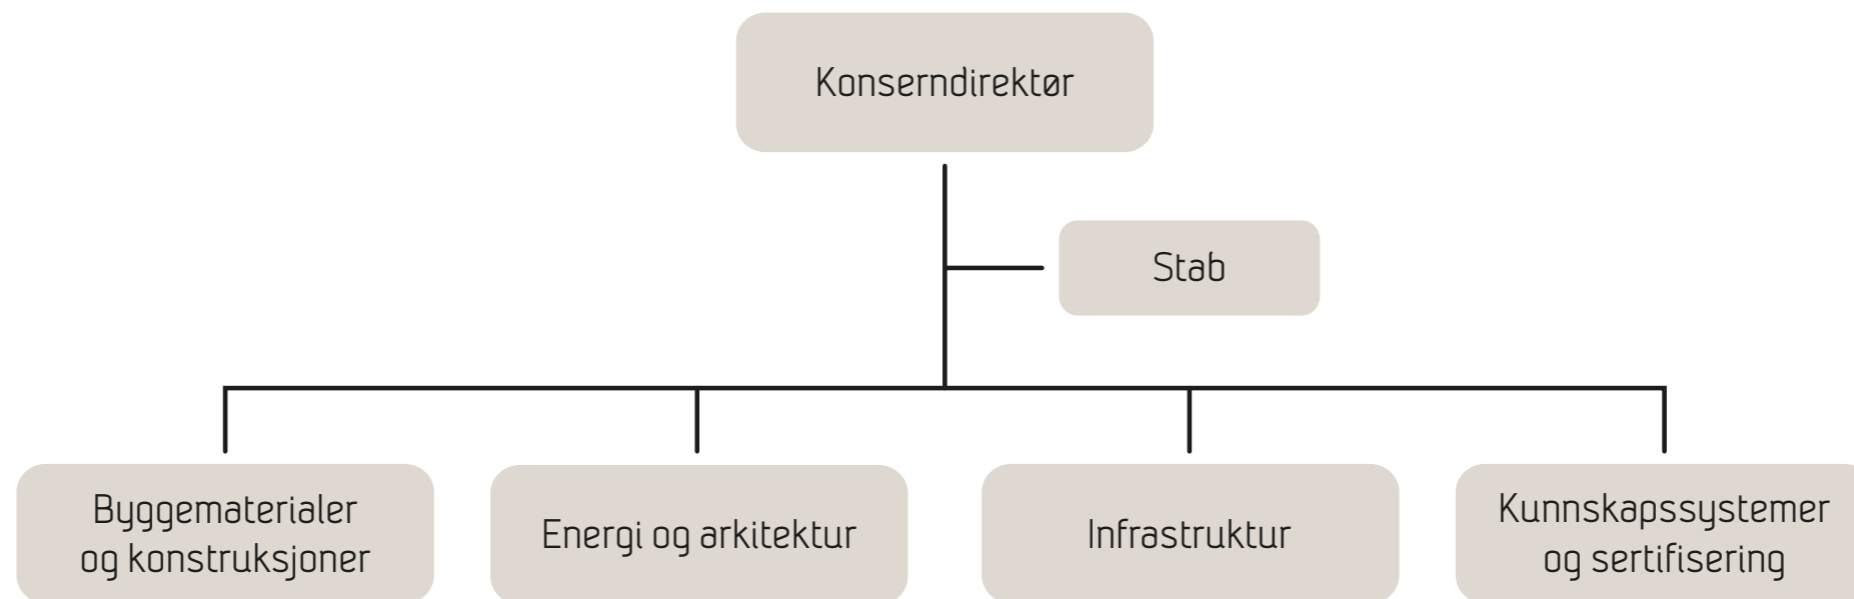 Konserndirektør
Stab
Byggematerialer
og konstruksjoner
Energi og arkitektur
Infrastruktur
Kunnskapssystemer
og sertifisering